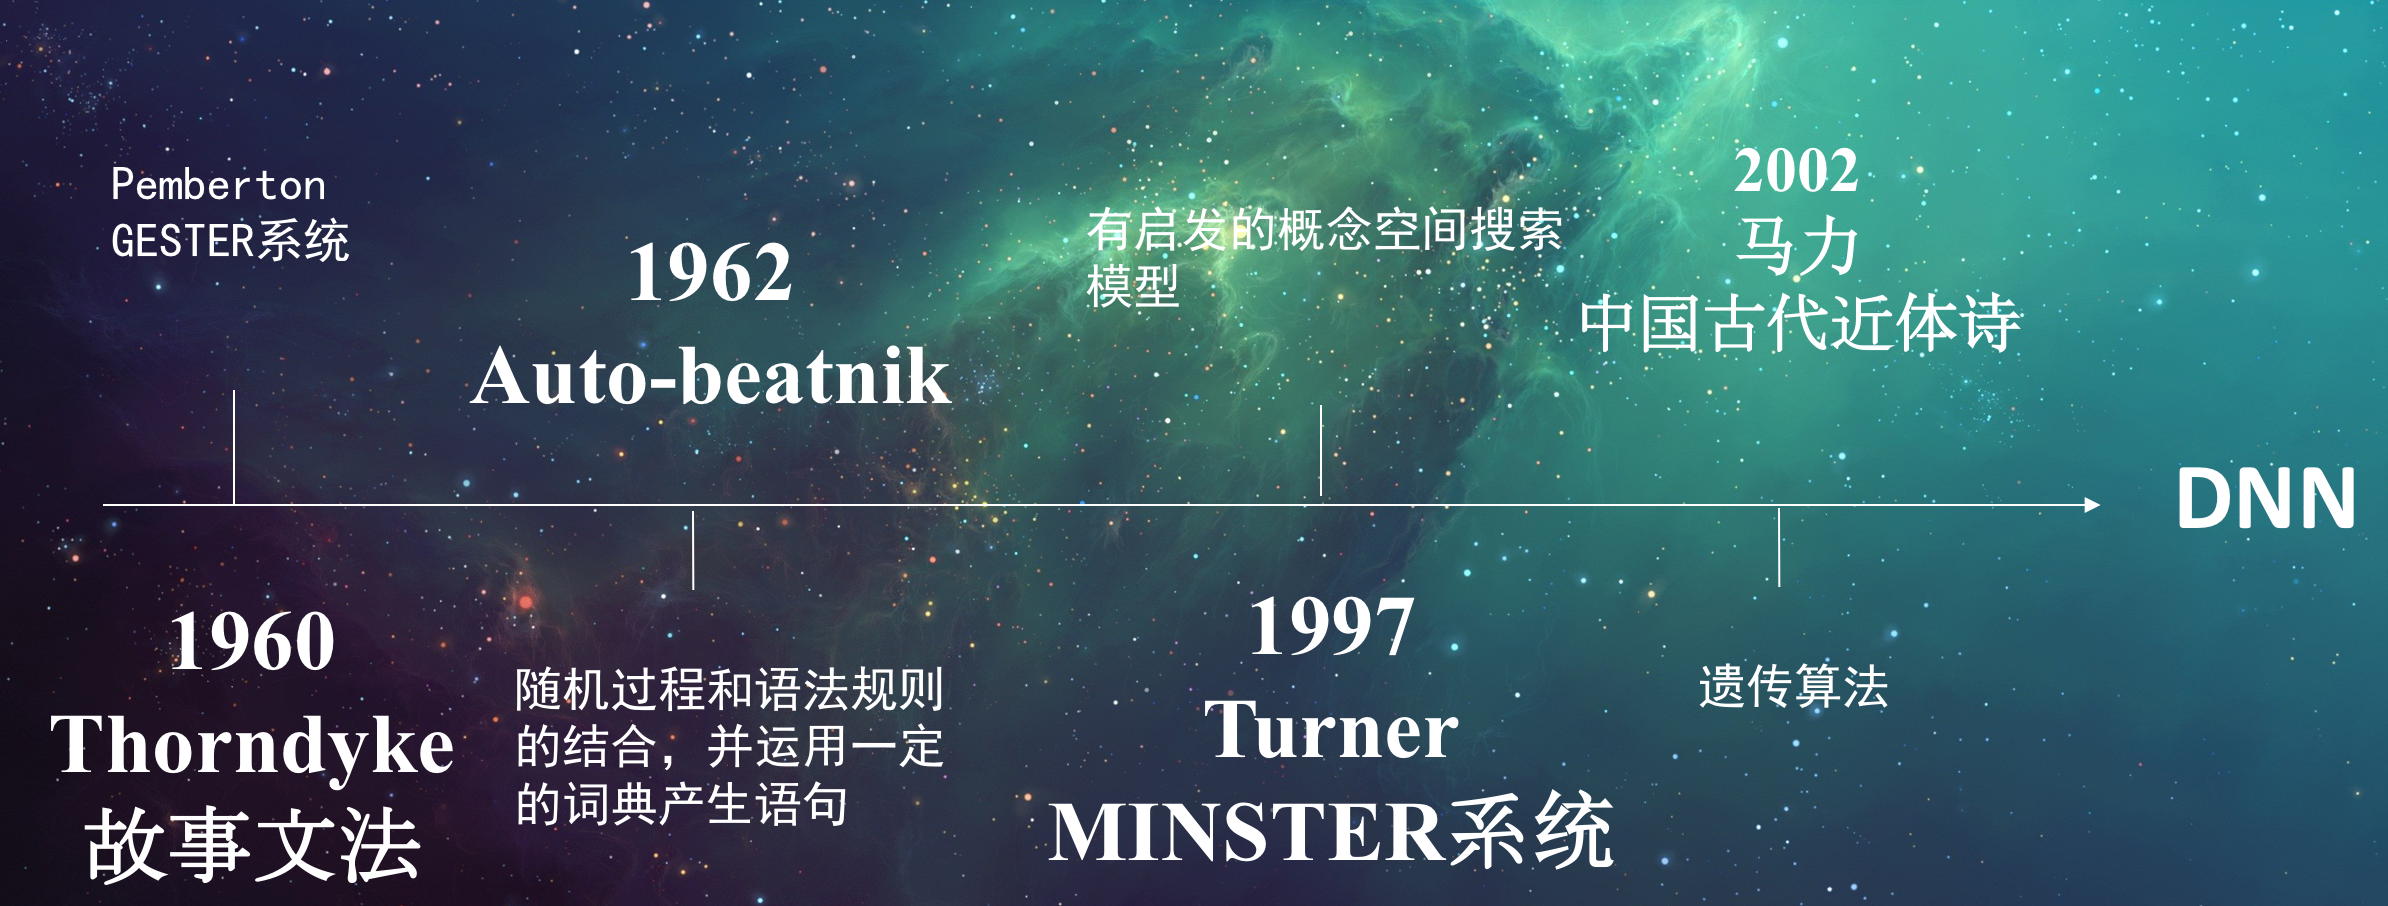 Pemberton
GESTER系统
1960
Thorndyke
故事文法
1962
Auto-beatnik
随机过程和语法规则
的结合，并运用一定
的词典产生语句
有启发的概念空间搜索
模型
1997
Turner
MINSTER系统
2002
马力
中国古代近体诗
遗传算法
DNN